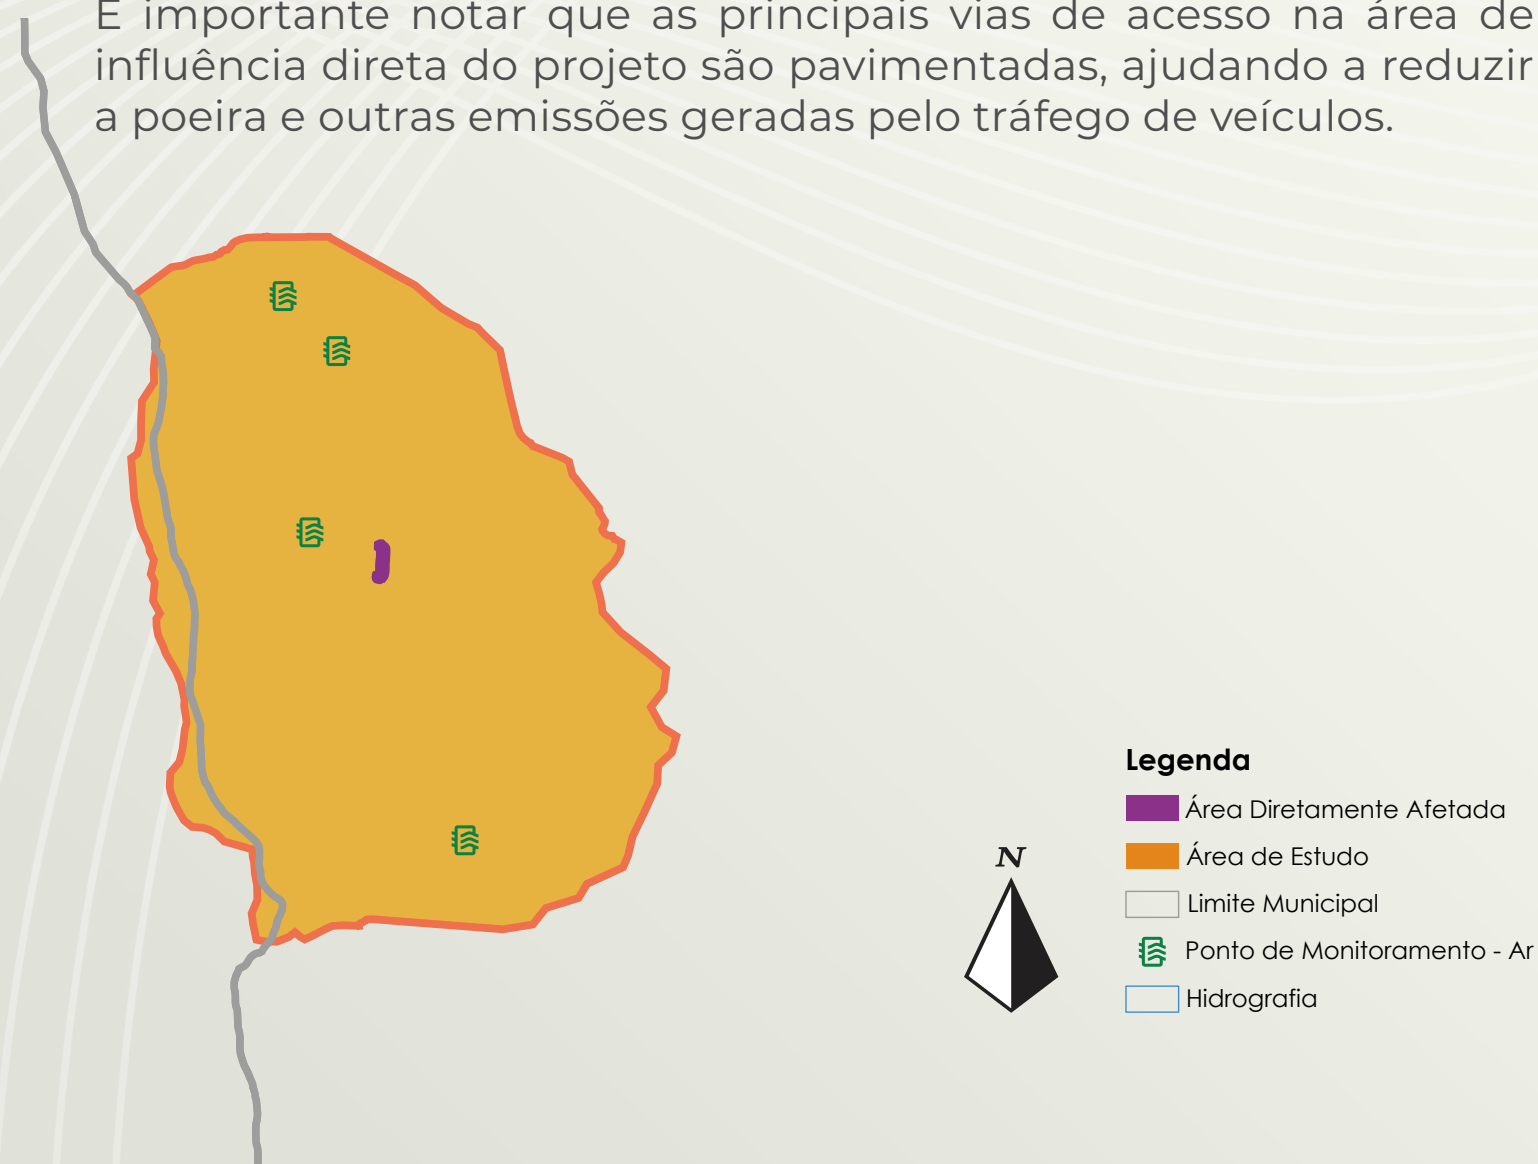 É importante notar que as principais vias de acesso na área de
influência direta do projeto são pavimentadas, ajudando a reduzir
a poeira e outras emissões geradas pelo tráfego de veículos.
Legenda
Área Diretamente Afetada
Área de Estudo
Limite Municipal
Ponto de Monitoramento - Ar
Hidrografia
N